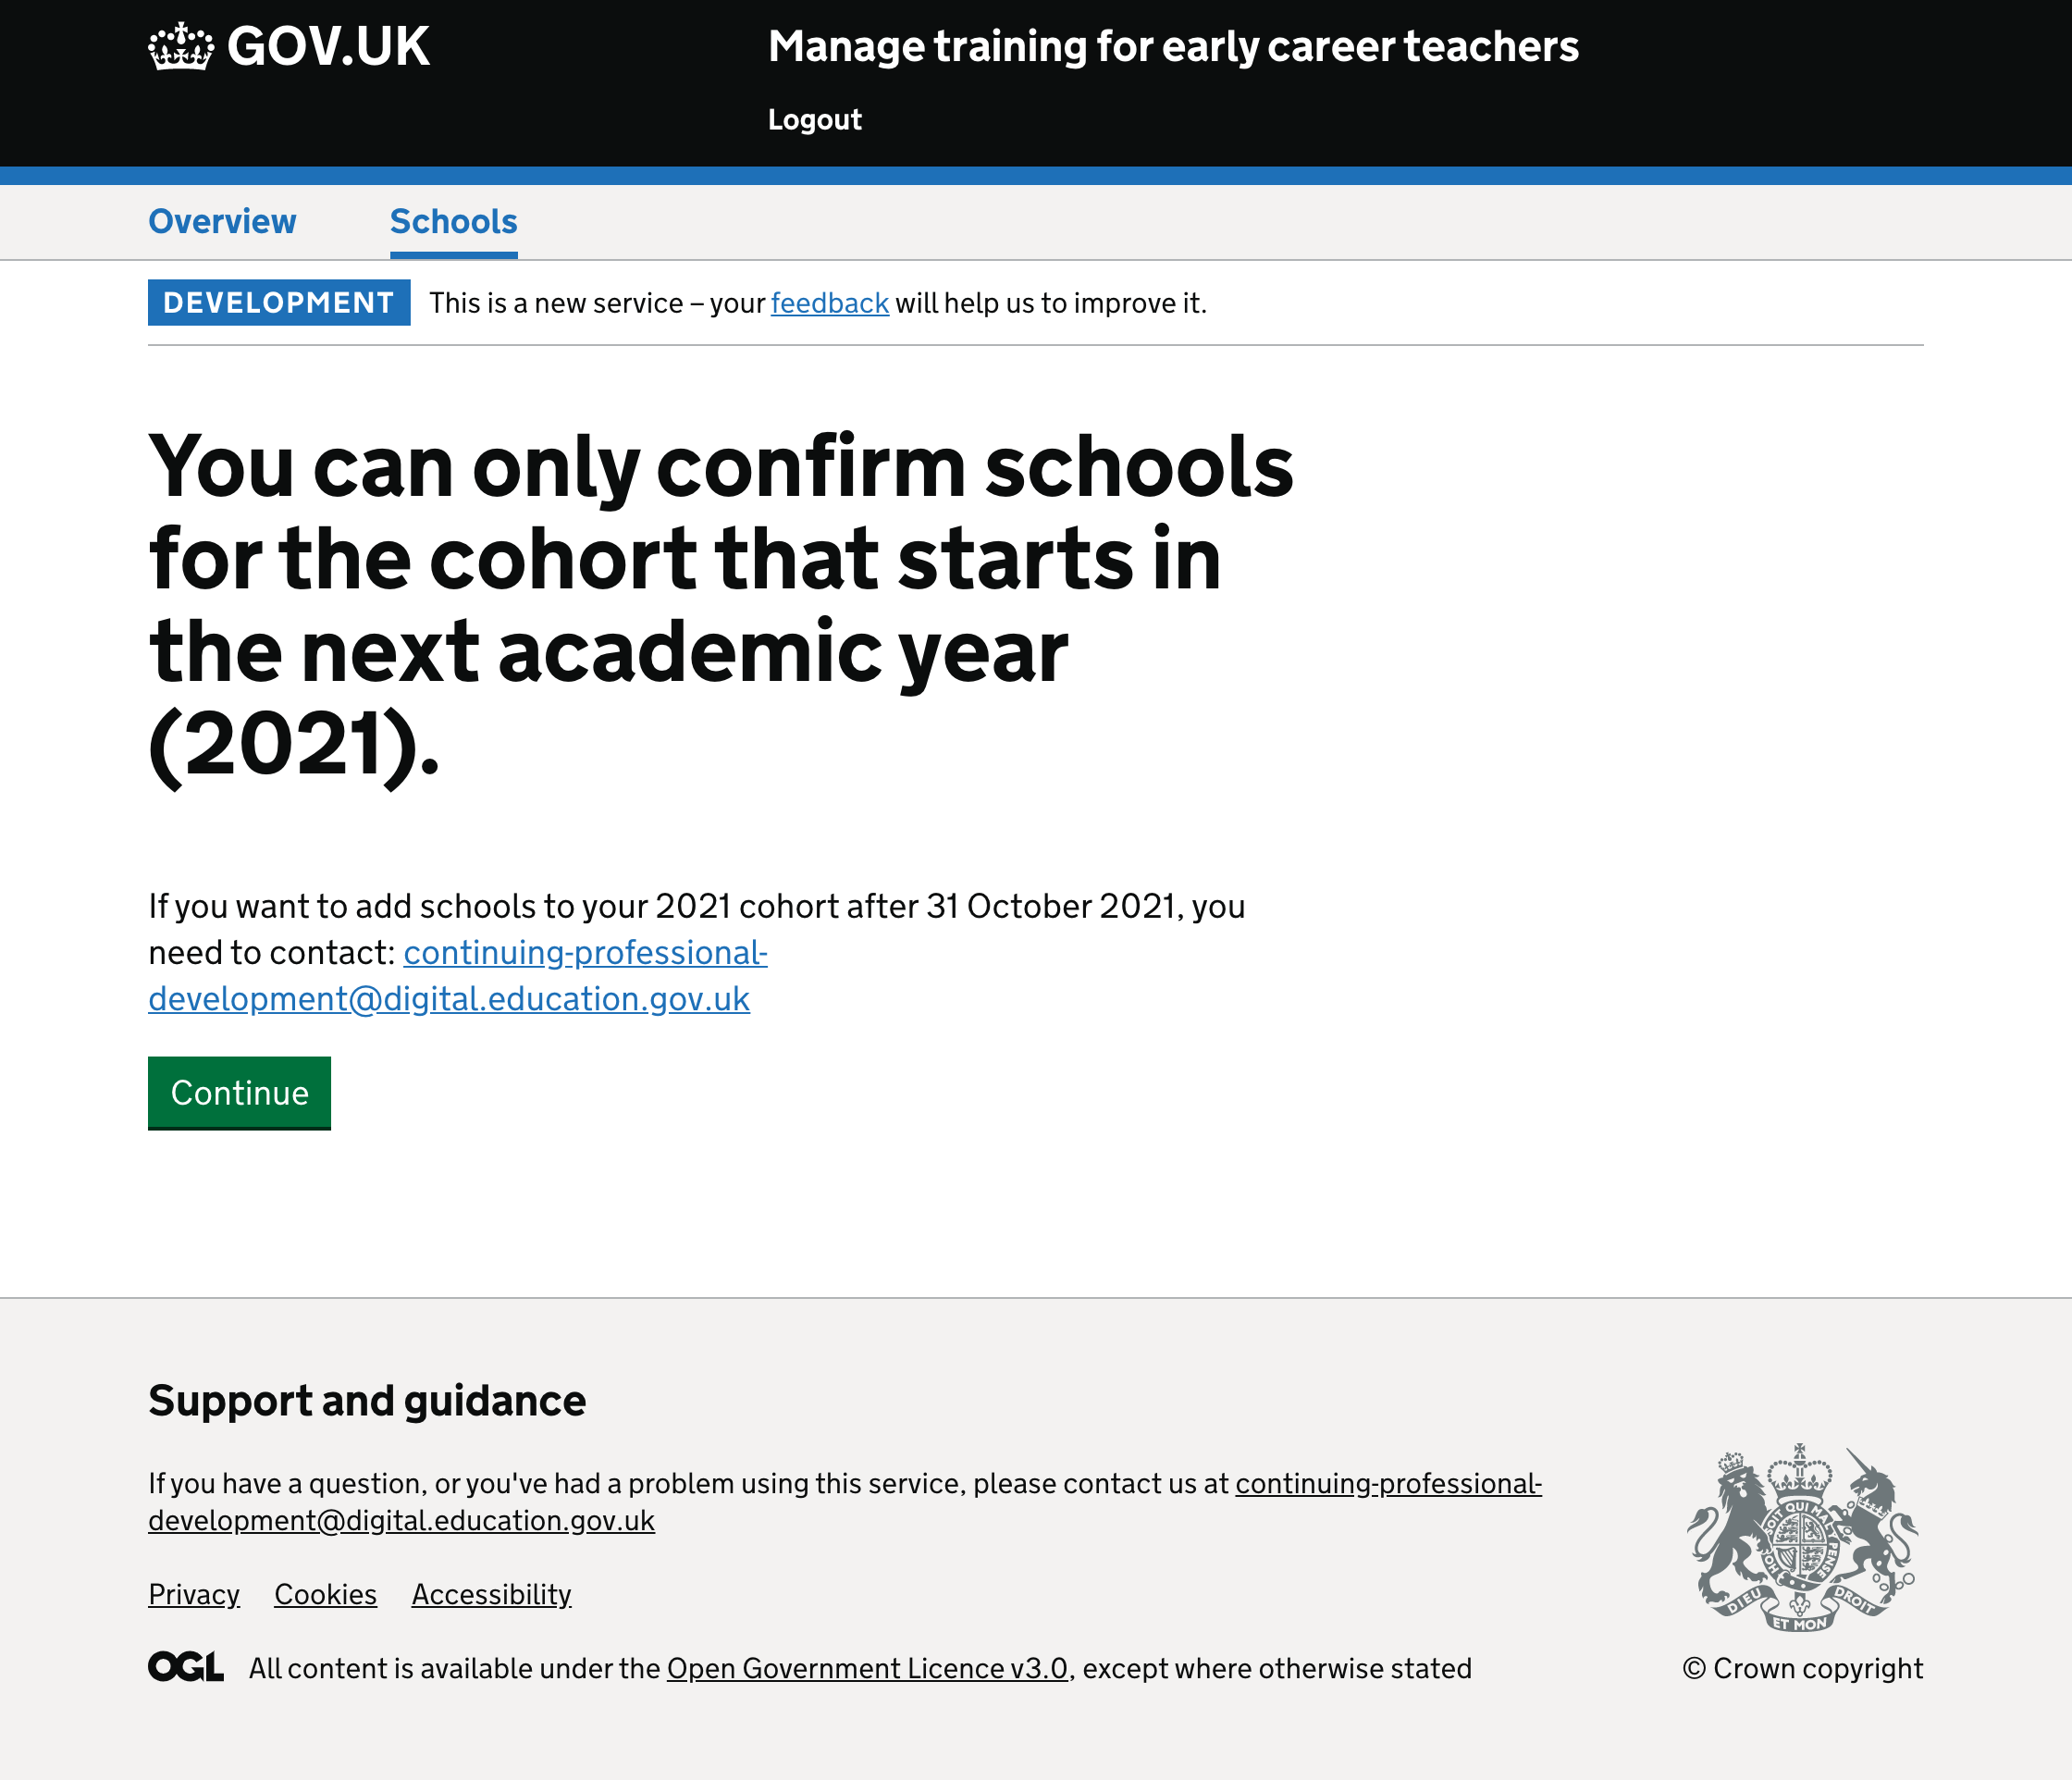 GOV.UK
Manage training for early career teachers
Logout
Overview
Schools
DEVELOPMENT
This is a new service – your feedback will help us to improve it.
You can only confirm schools
for the cohort that starts in
the next academic year
(2021).
If you want to add schools to your 2021 cohort after 31 October 2021, you
need to contact: continuing-professional-
development@digital.education.gov.uk
Continue
Support and guidance
If you have a question, or you've had a problem using this service, please contact us at continuing-professional-
development@digital.education.gov.uk
Privacy
Cookies
Accessibility
OGL
All content is available under the Open Government Licence v3.0, except where otherwise stated
SOIT QUI MAL
PENSE
DIEU
ET MON
DROIT
© Crown copyright